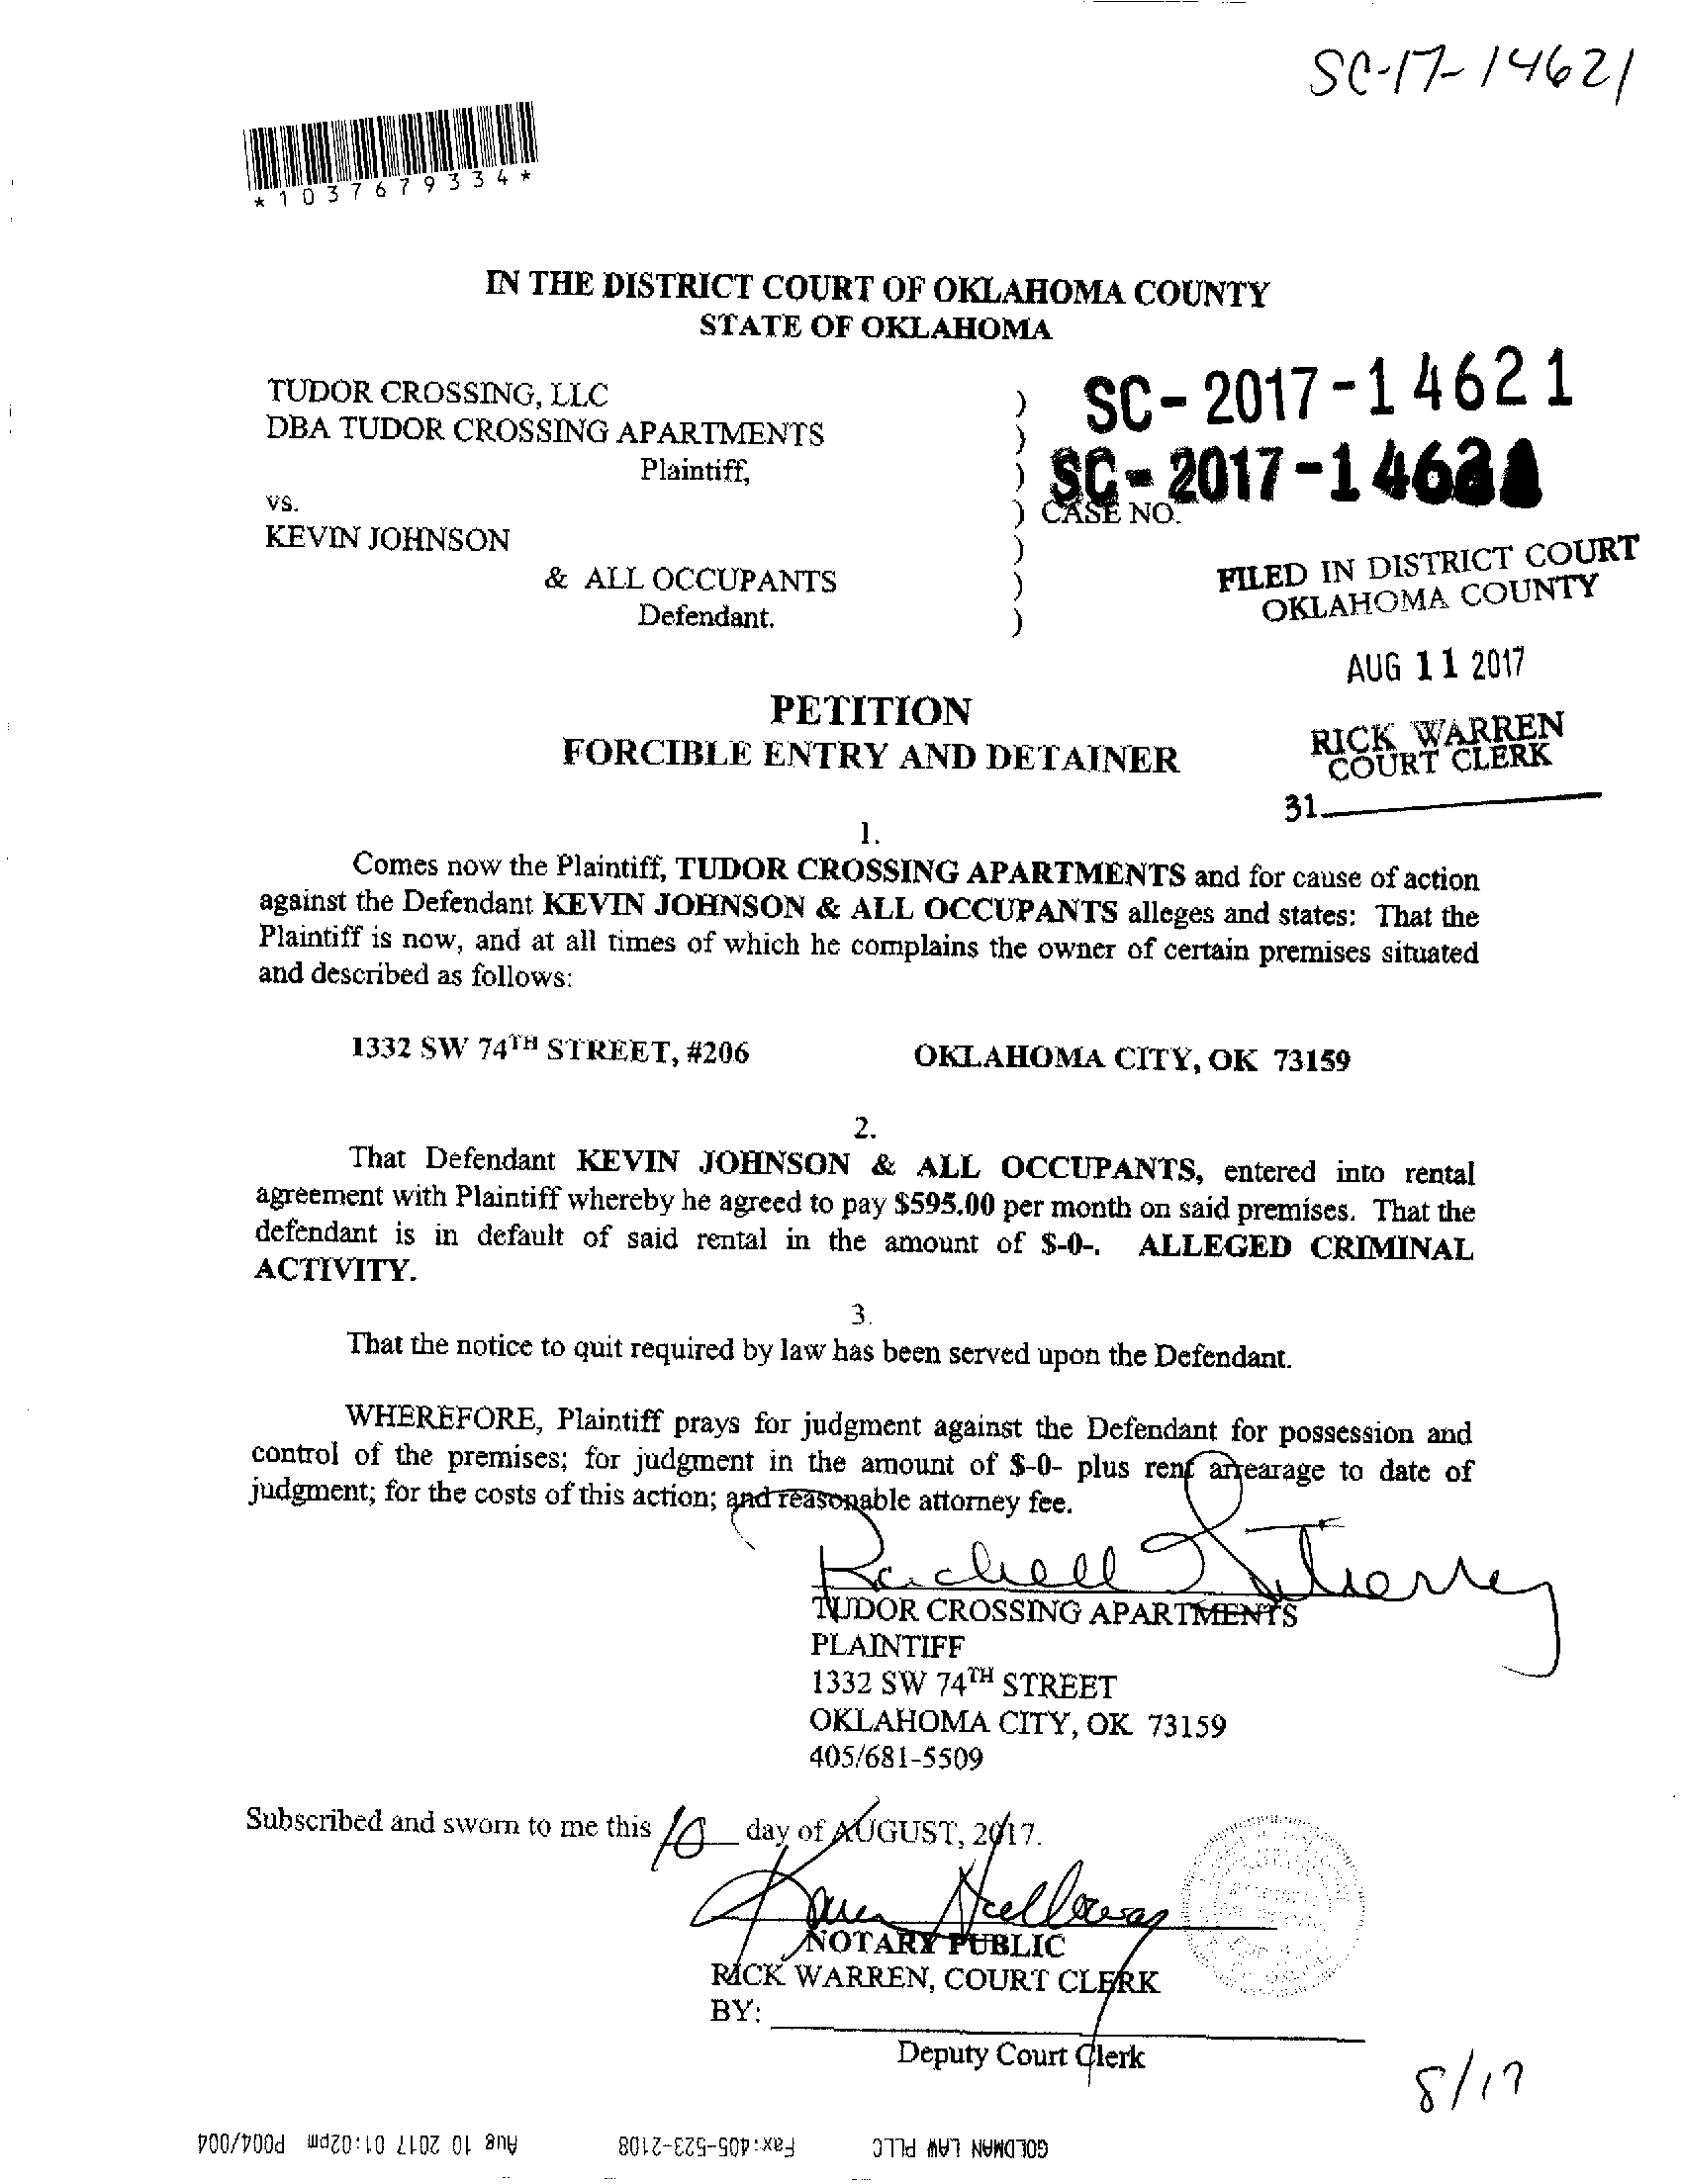 SC-17-14621
*1037679334*
IN THE DISTRICT COURT OF OKLAHOMA COUNTY
STATE OF OKLAHOMA
TUDOR CROSSING, LLC
DBA TUDOR CROSSING APARTMENTS
Plaintiff,
vs.
KEVIN JOHNSON
& ALL OCCUPANTS
Defendant.
)
)
)
)
)
)
)
SC-2017-14621
SC-2017-14621
CASE NO.
FILED IN DISTRICT COURT
OKLAHOMA COUNTY
AUG 11 2017
RICK WARREN
COURT CLERK
31
PETITION
FORCIBLE ENTRY AND DETAINER
1.
Comes now the Plaintiff, TUDOR CROSSING APARTMENTS and for cause of action
against the Defendant KEVIN JOHNSON & ALL OCCUPANTS alleges and states: That the
Plaintiff is now, and at all times of which he complains the owner of certain premises situated
and described as follows:
1332 SW 74TH STREET, #206 OKLAHOMA CITY, OK 73159
2.
That Defendant KEVIN JOHNSON & ALL OCCUPANTS, entered into rental
agreement with Plaintiff whereby he agreed to pay $595.00 per month on said premises. That the
defendant is in default of said rental in the amount of $-0-. ALLEGED CRIMINAL
ACTIVITY.
3.
That the notice to quit required by law has been served upon the Defendant.
WHEREFORE, Plaintiff prays for judgment against the Defendant for possession and
control of the premises; for judgment in the amount of $-0- plus rent arrearage to date of
judgment; for the costs of this action; and reasonable attorney fee.
TUDOR CROSSING APARTMENTS
PLAINTIFF
1332 SW 74TH STREET
OKLAHOMA CITY, OK 73159
405/681-5509
Subscribed and sworn to me this 10 day of AUGUST, 2017.
NOTARY PUBLIC
RICK WARREN, COURT CLERK
BY:
Deputy Court Clerk
8/17
GOLDMAN LAW PLLC Fax:405-523-2108 Aug 10 2017 01:02pm P004/004